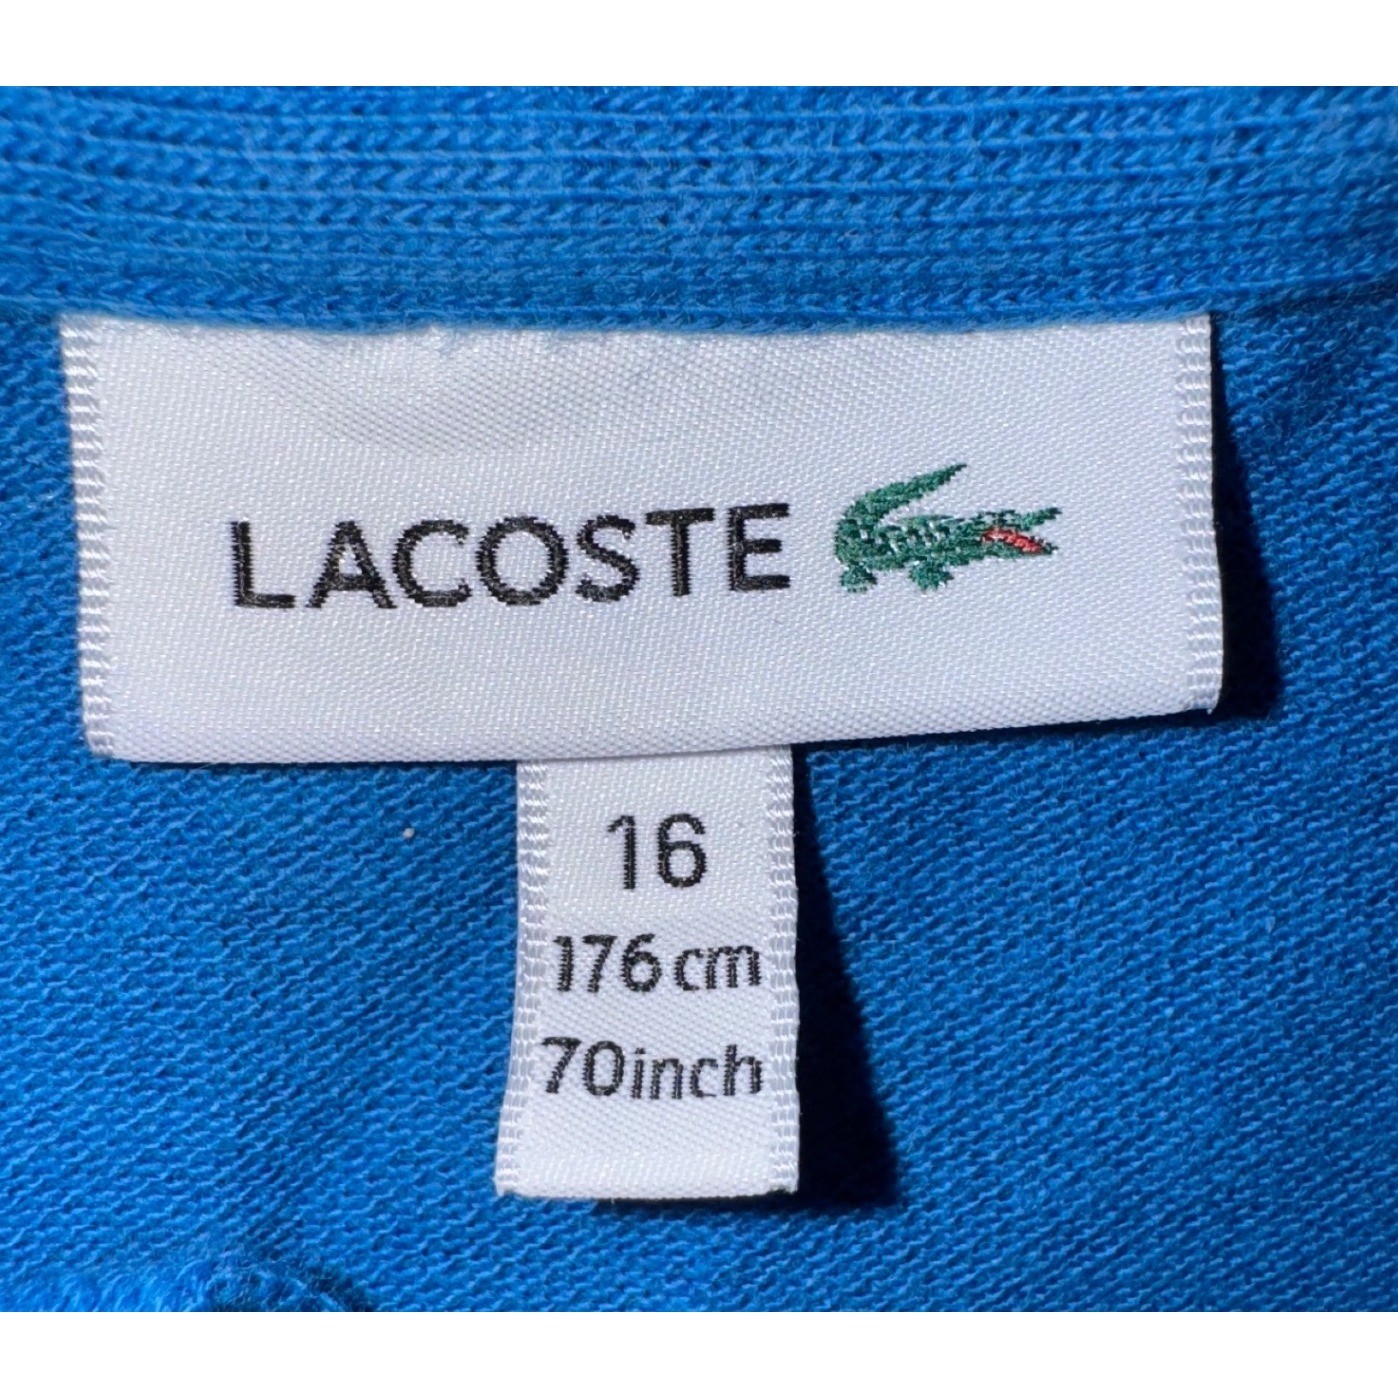 LACOSTE
16
176cm
70inch